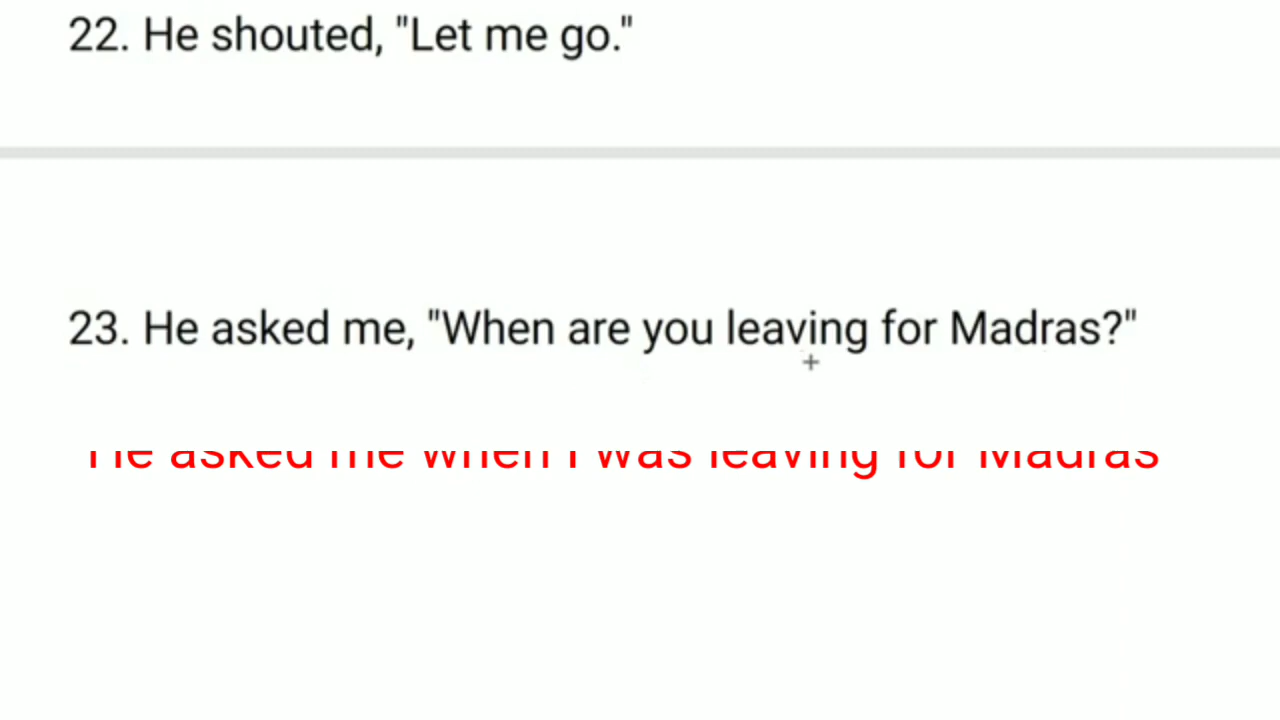 22. He shouted, "Let me go."
23. He asked me, "When are you leaving for Madras?"
He asked me when I was leaving for Madras